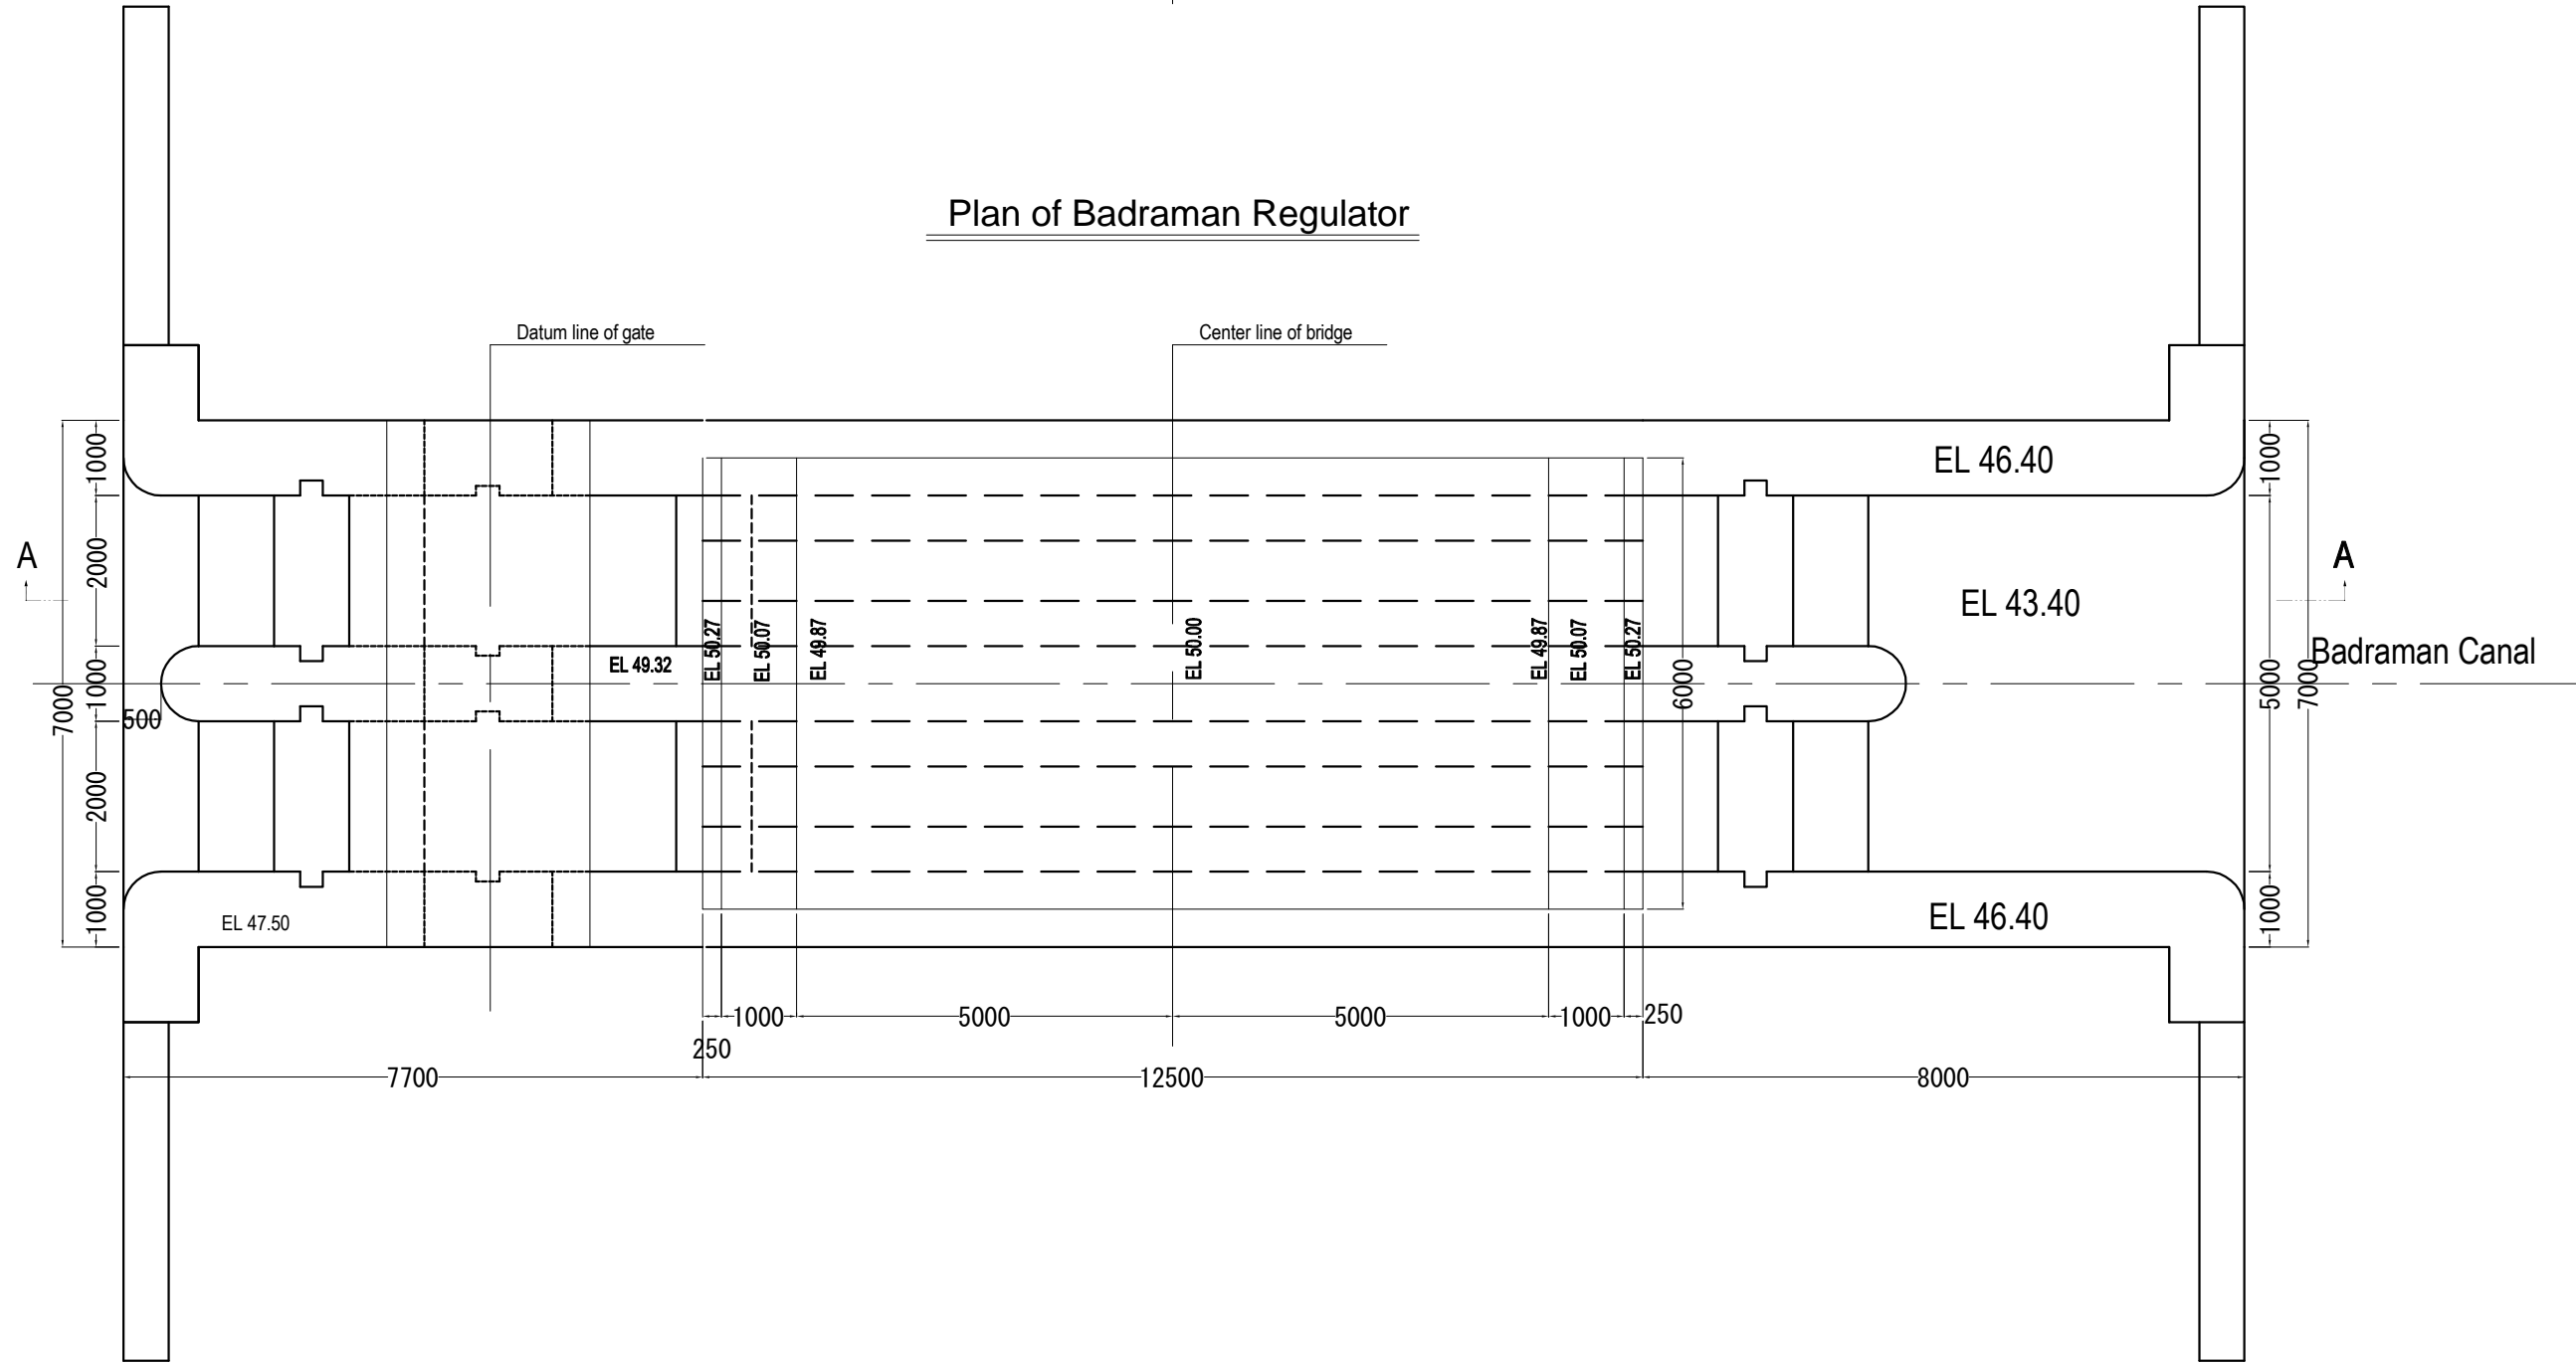 Plan of Badraman Regulator
Datum line of gate
Center line of bridge
1000
2000
1000
2000
1000
7000
500
A
EL 46.40
EL 43.40
A
Badraman Canal
EL 49.32
EL 50.27
EL 50.07
EL 49.87
EL 50.00
EL 49.87
EL 50.07
EL 50.27
6000
1000
5000
1000
7000
EL 47.50
EL 46.40
1000
5000
5000
1000
250
250
7700
12500
8000